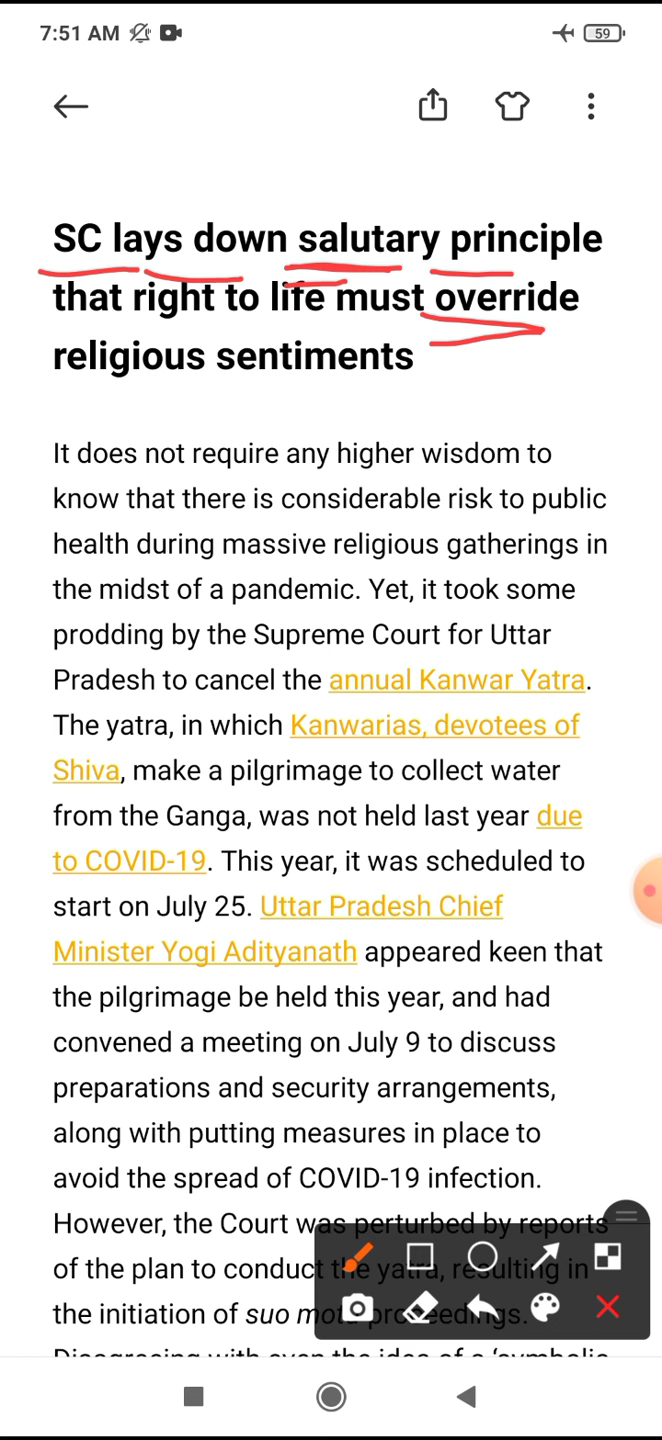 7:51 AM
59
SC lays down salutary principle
that right to life must override
religious sentiments
It does not require any higher wisdom to
know that there is considerable risk to public
health during massive religious gatherings in
the midst of a pandemic. Yet, it took some
prodding by the Supreme Court for Uttar
Pradesh to cancel the annual Kanwar Yatra.
The yatra, in which Kanwarias, devotees of
Shiva, make a pilgrimage to collect water
from the Ganga, was not held last year due
to COVID-19. This year, it was scheduled to
start on July 25. Uttar Pradesh Chief
Minister Yogi Adityanath appeared keen that
the pilgrimage be held this year, and had
convened a meeting on July 9 to discuss
preparations and security arrangements,
along with putting measures in place to
avoid the spread of COVID-19 infection.
However, the Court was perturbed by reports
of the plan to conduct the yatra, resulting in
the initiation of suo motu proceedings.
Disagreeing with even the idea of a ‘symbolic